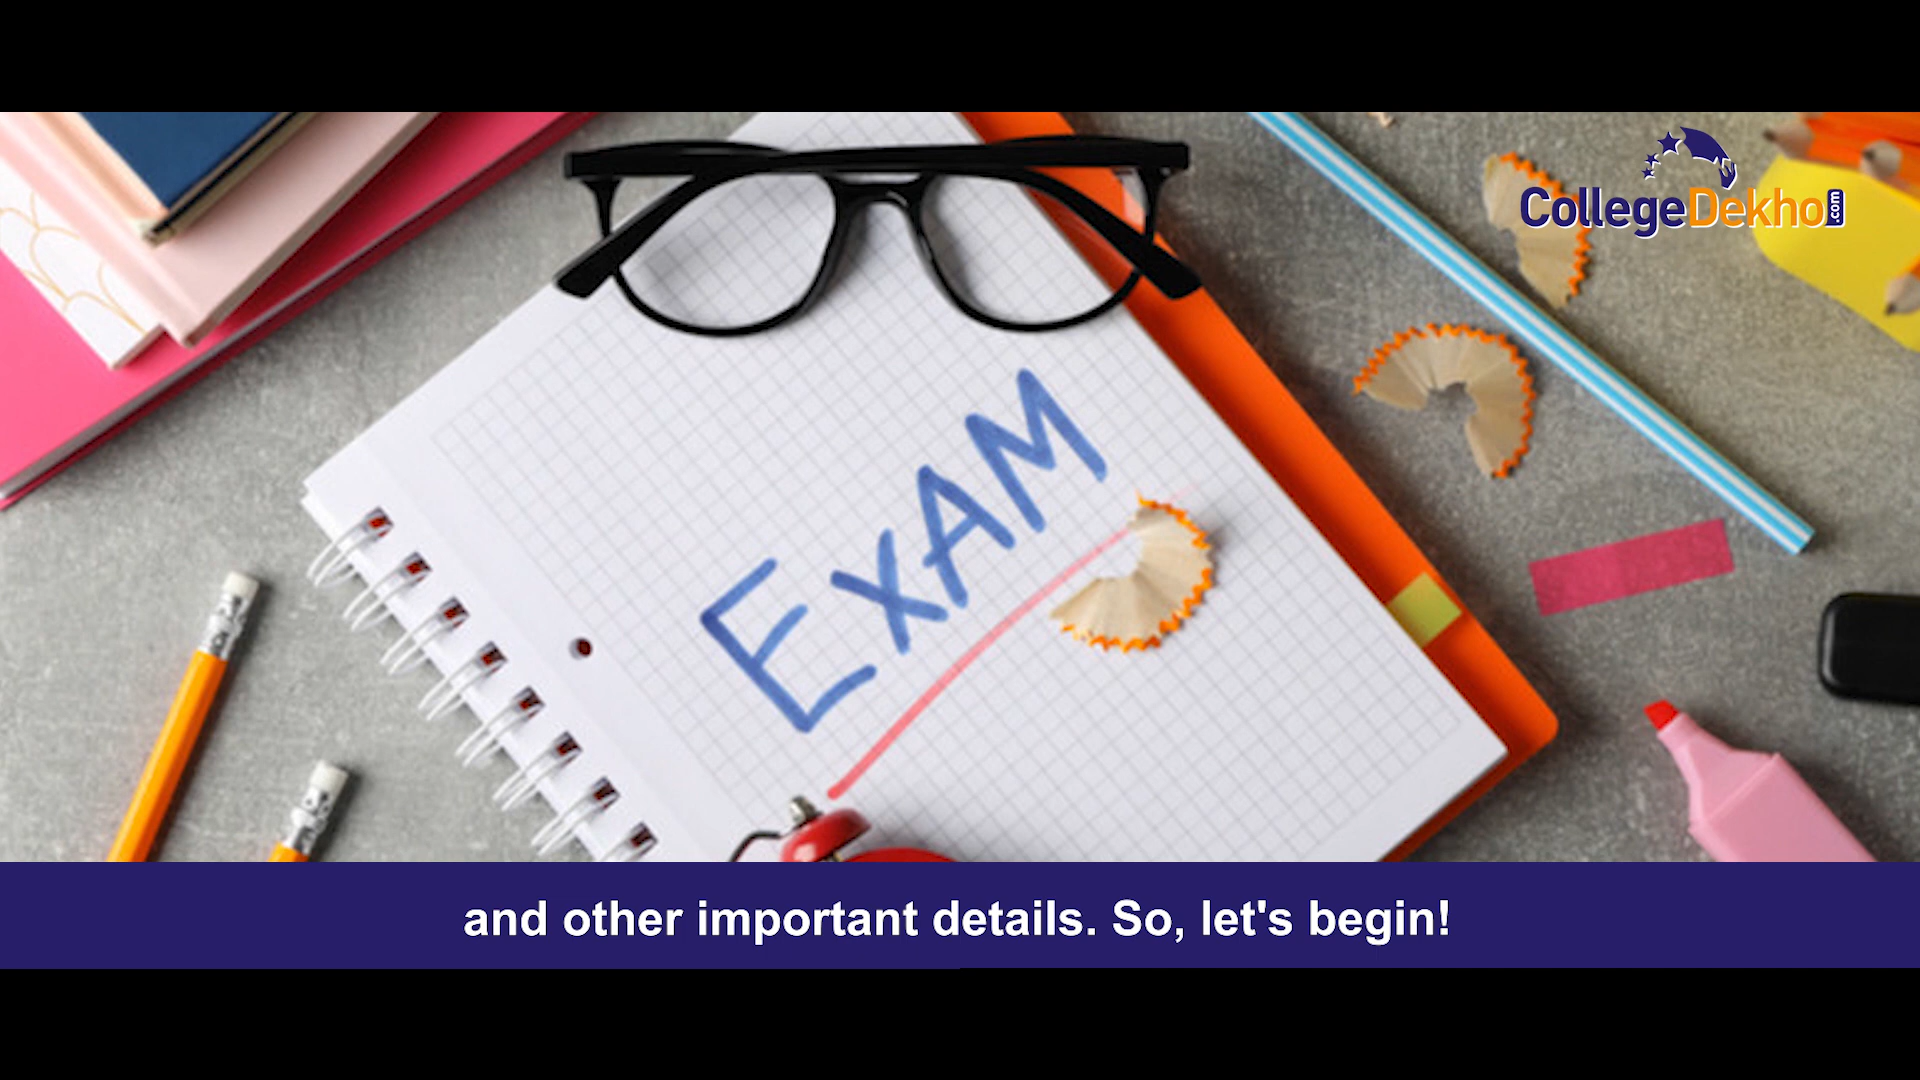 CollegeDekho.com
EXAM
and other important details. So, let's begin!